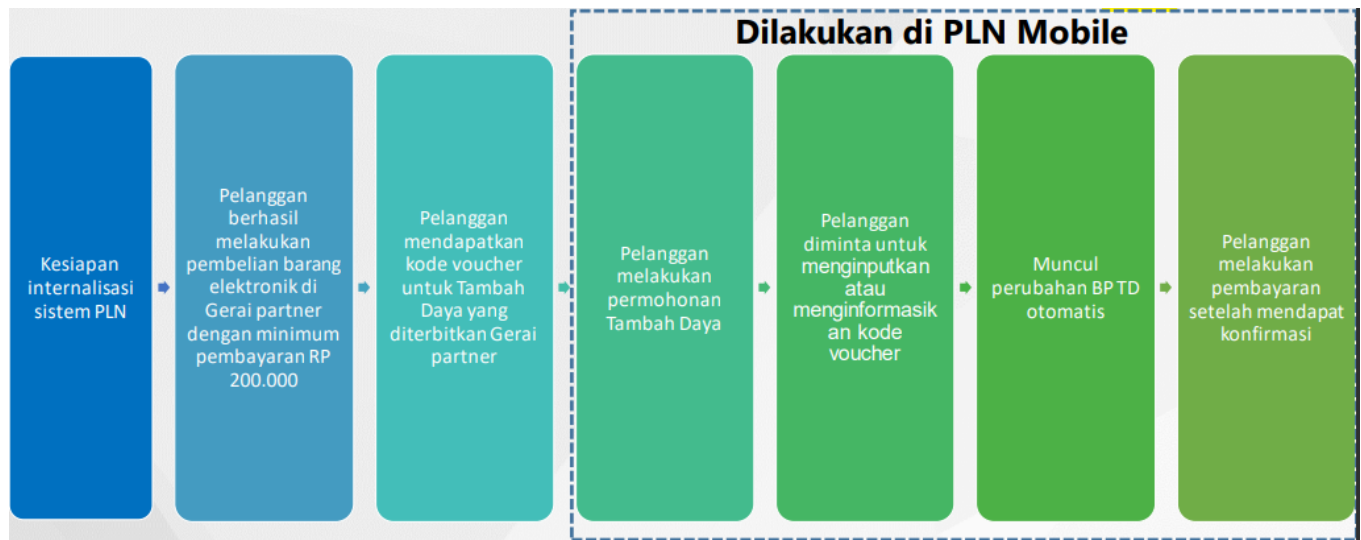 Dilakukan di PLN Mobile
Kesiapan
internalisasi
sistem PLN
Pelanggan
berhasil
melakukan
pembelian barang
elektronik di
Gerai partner
dengan minimum
pembayaran RP
200.000
Pelanggan
mendapatkan
kode voucher
untuk Tambah
Daya yang
diterbitkan Gerai
partner
Pelanggan
melakukan
permohonan
Tambah Daya
Pelanggan
diminta untuk
menginputkan
atau
menginformasik
an kode
voucher
Muncul
perubahan BP TD
otomatis
Pelanggan
melakukan
pembayaran
setelah mendapat
konfirmasi